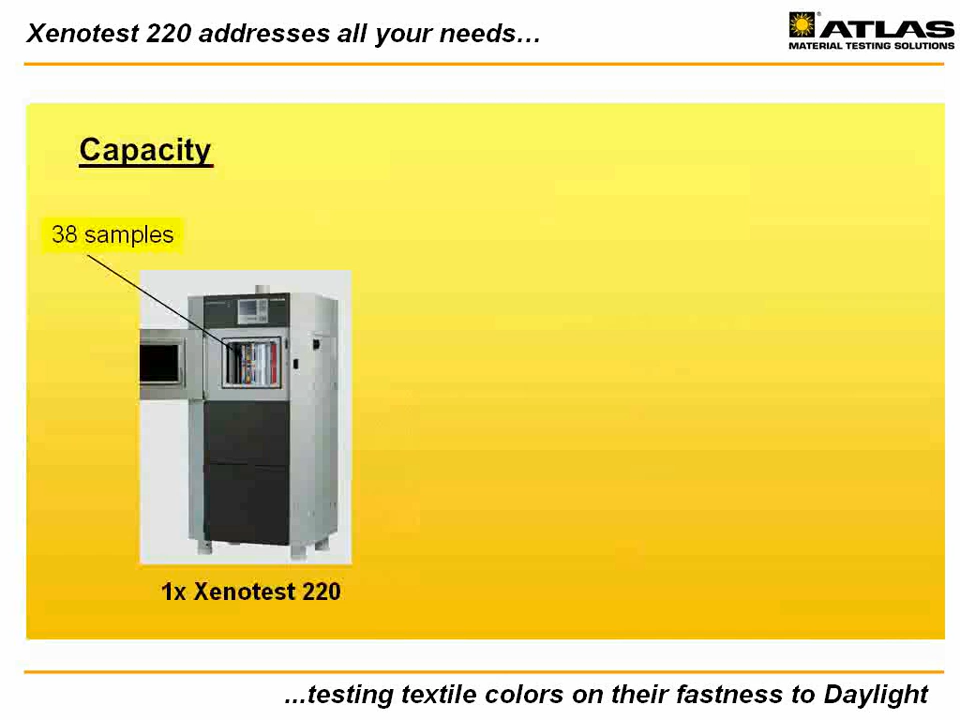 Xenotest 220 addresses all your needs…
ATLAS
MATERIAL TESTING SOLUTIONS
Capacity
38 samples
1x Xenotest 220
...testing textile colors on their fastness to Daylight